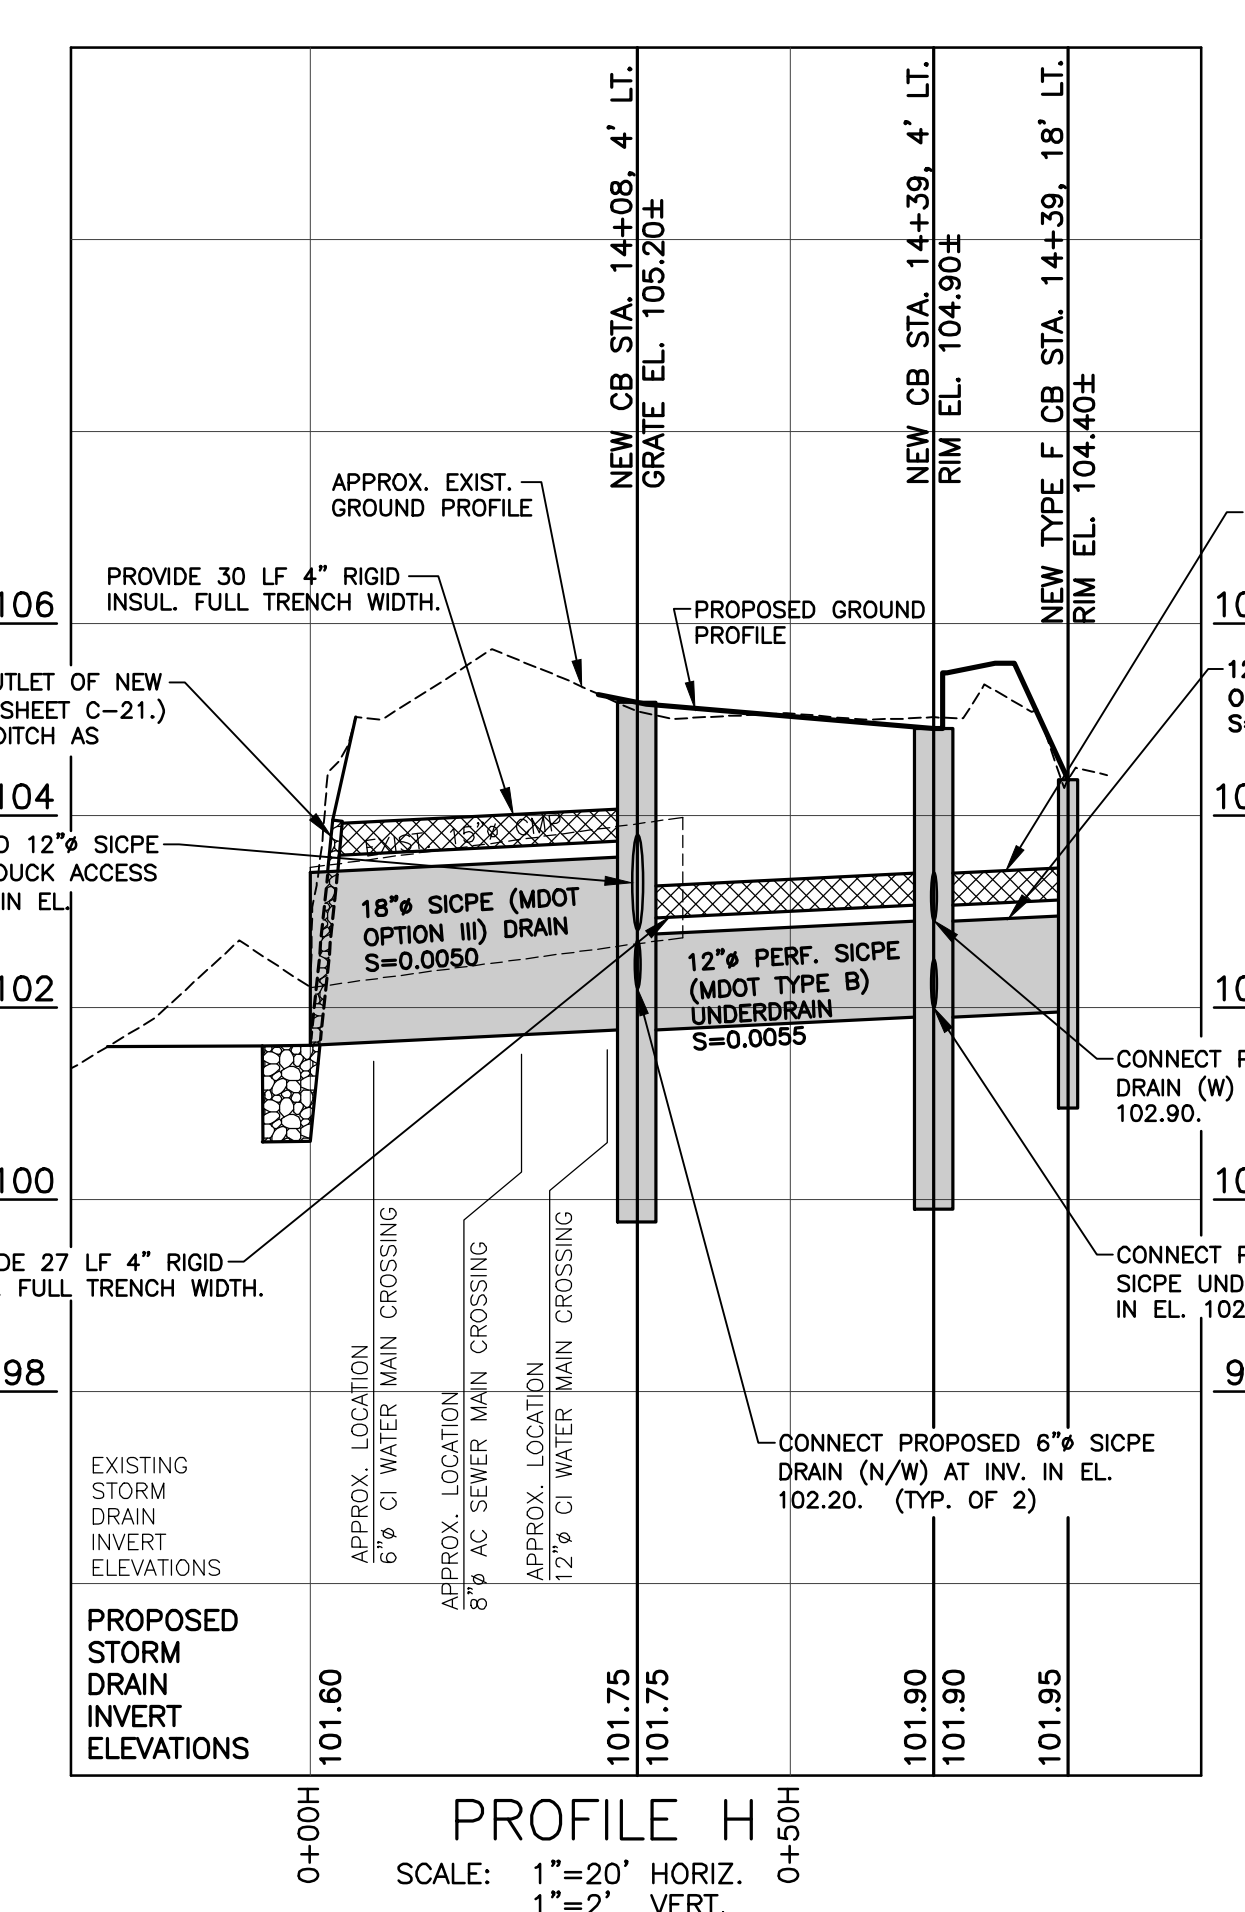 NEW CB STA. 14+08, 4' LT.
GRATE EL. 105.20±
NEW CB STA. 14+39, 4' LT.
RIM EL. 104.90±
NEW TYPE F CB STA. 14+39, 18' LT.
RIM EL. 104.40±
APPROX. EXIST.
GROUND PROFILE
PROVIDE 30 LF 4" RIGID
INSUL. FULL TRENCH WIDTH.
PROPOSED GROUND
PROFILE
106
OUTLET OF NEW
SHEET C-21.)
DITCH AS
104
12"ø SICPE
DUCK ACCESS
IN EL.
EXIST. 15"ø CMP
18"ø SICPE (MDOT
OPTION III) DRAIN
S=0.0050
12"ø PERF. SICPE
(MDOT TYPE B)
UNDERDRAIN
S=0.0055
102
CONNECT
DRAIN (W)
102.90.
100
27 LF 4" RIGID
FULL TRENCH WIDTH.
CONNECT
SICPE
IN EL. 102
98
APPROX. LOCATION
6"ø CI WATER MAIN CROSSING
APPROX. LOCATION
8"ø AC SEWER MAIN CROSSING
APPROX. LOCATION
12"ø CI WATER MAIN CROSSING
CONNECT PROPOSED 6"ø SICPE
DRAIN (N/W) AT INV. IN EL.
102.20. (TYP. OF 2)
EXISTING
STORM
DRAIN
INVERT
ELEVATIONS
PROPOSED
STORM
DRAIN
INVERT
ELEVATIONS
101.60
101.75
101.75
101.90
101.90
101.95
0+00H
PROFILE H
0+50H
SCALE: 1"=20' HORIZ.
1"=2' VERT.